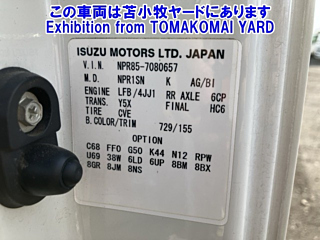 この車両は苫小牧ヤードにあります
Exhibition from TOMAKOMAI YARD
ISUZU MOTORS LTD. JAPAN
V.I.N. NPR85-7080657
M.D. NPR1SN K AG/BI
ENGINE LFB/4JJ1 RR AXLE 6CP
TRANS. Y5X FINAL HC6
TIRE CVE
B.COLOR/TRIM 729/155
OPTION
C68 FFO G50 K44 N12 RPW
U69 38W 6LD 6UP 8BM 8BX
8GR 8JM 8NS